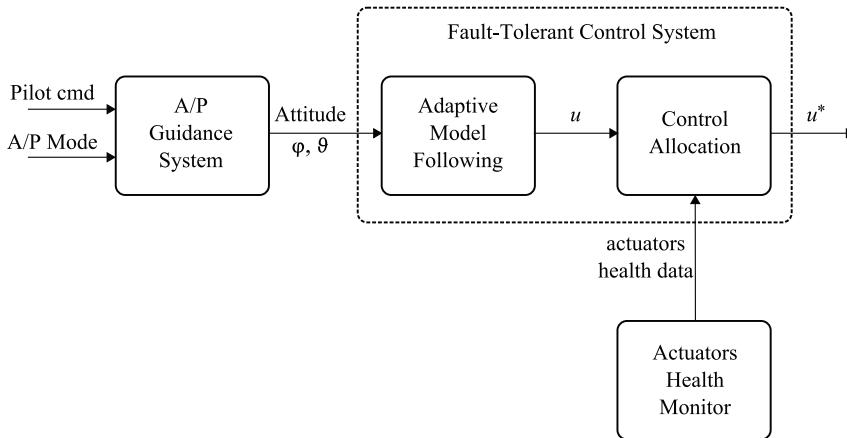 Fault-Tolerant Control System
Pilot cmd
A/P Mode
A/P
Guidance
System
Attitude
φ, ϑ
Adaptive
Model
Following
u
Control
Allocation
u*
actuators
health data
Actuators
Health
Monitor